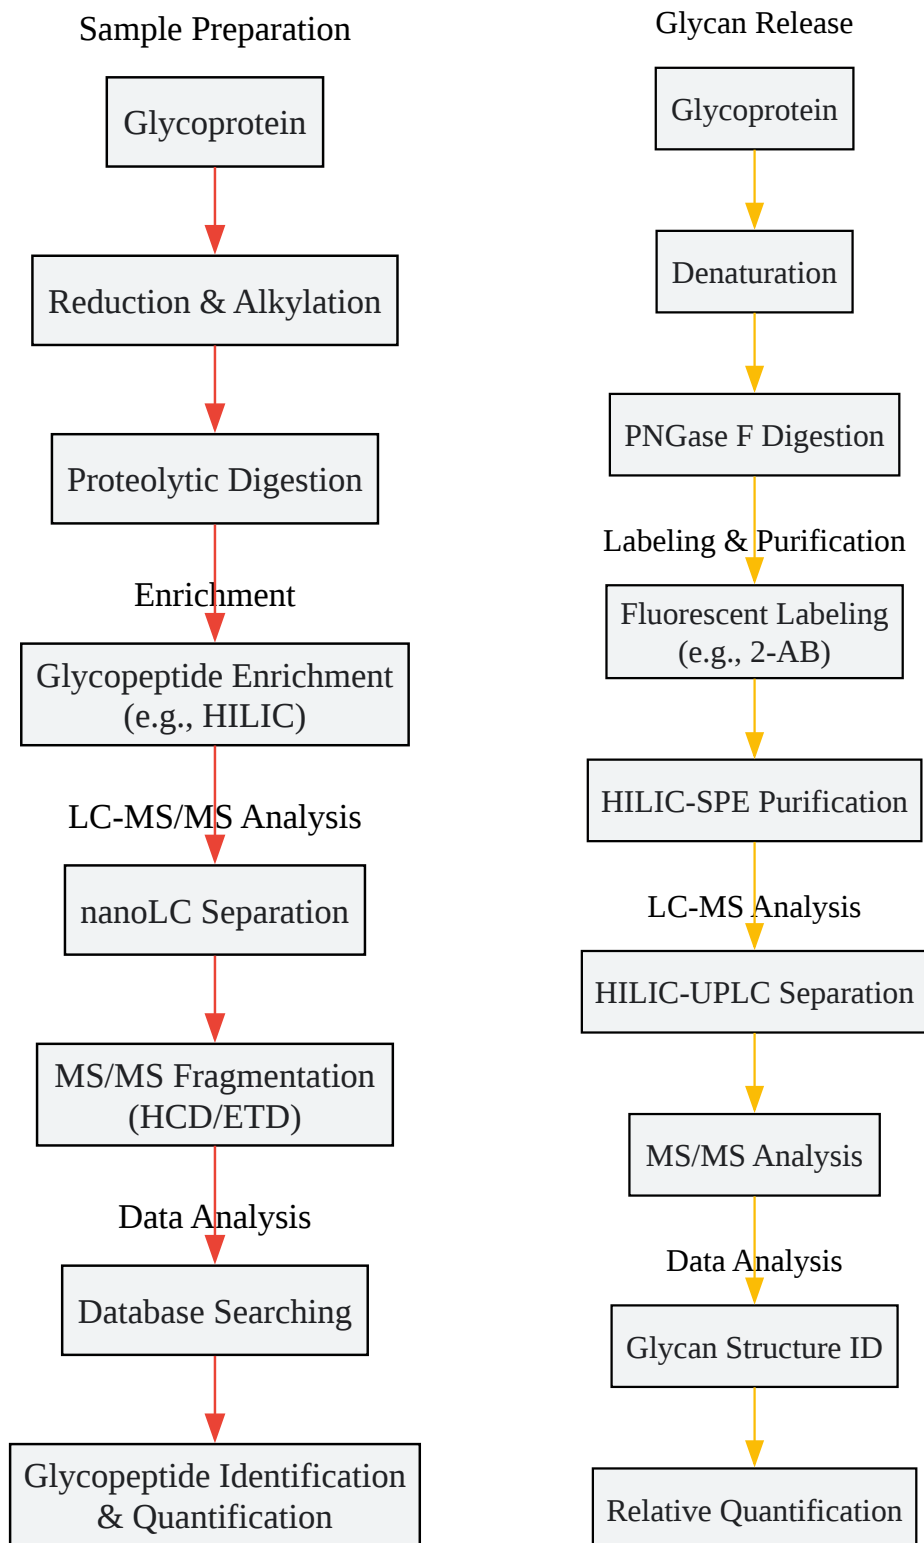 Sample Preparation
Glycoprotein
Reduction & Alkylation
Proteolytic Digestion
Enrichment
Glycopeptide Enrichment
(e.g., HILIC)
LC-MS/MS Analysis
nanoLC Separation
MS/MS Fragmentation
(HCD/ETD)
Data Analysis
Database Searching
Glycopeptide Identification
& Quantification
Glycan Release
Glycoprotein
Denaturation
PNGase F Digestion
Labeling & Purification
Fluorescent Labeling
(e.g., 2-AB)
HILIC-SPE Purification
LC-MS Analysis
HILIC-UPLC Separation
MS/MS Analysis
Data Analysis
Glycan Structure ID
Relative Quantification